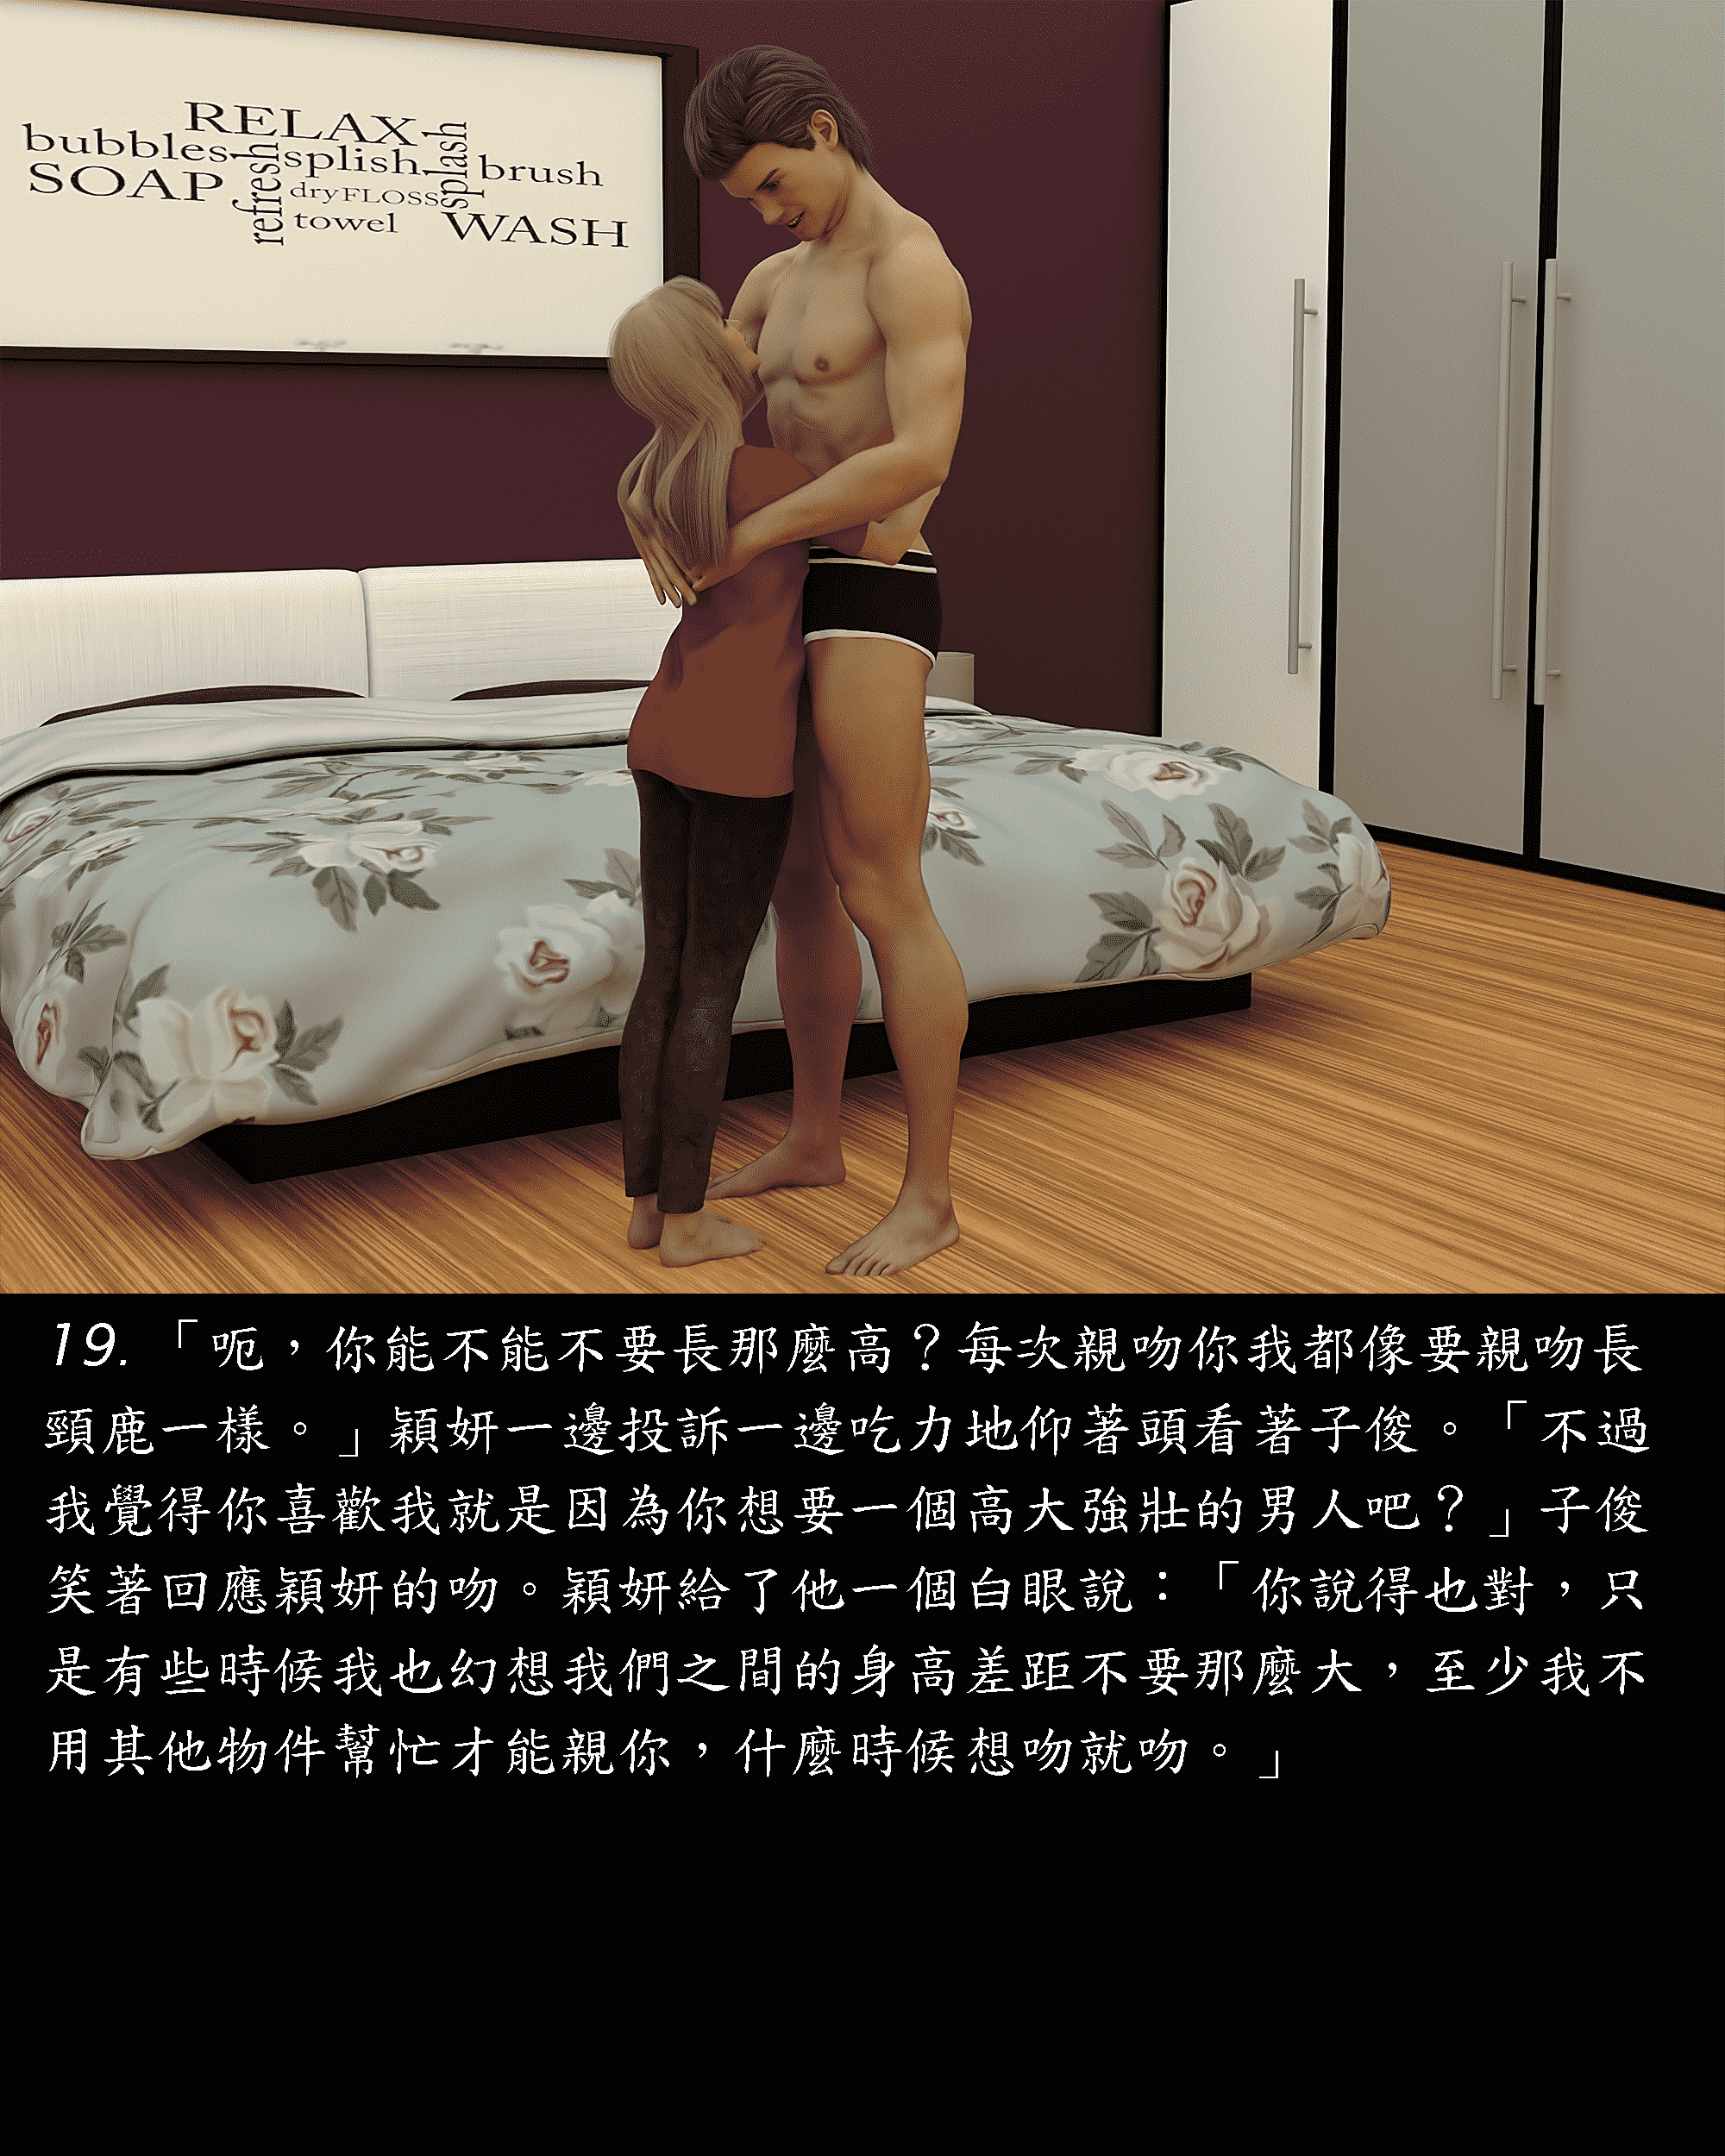 RELAX
bubbles splish splash brush
SOAP refresh dry FLOSS
towel WASH
19. 「呃，你能不能不要長那麼高？每次親吻你我都像要親吻長
頸鹿一樣。」穎妍一邊投訴一邊吃力地仰著頭看著子俊。「不過
我覺得你喜歡我就是因為你想要一個高大強壯的男人吧？」子俊
笑著回應穎妍的吻。穎妍給了他一個白眼說：「你說得也對，只
是有些時候我也幻想我們之間的身高差距不要那麼大，至少我不
用其他物件幫忙才能親你，什麼時候想吻就吻。」